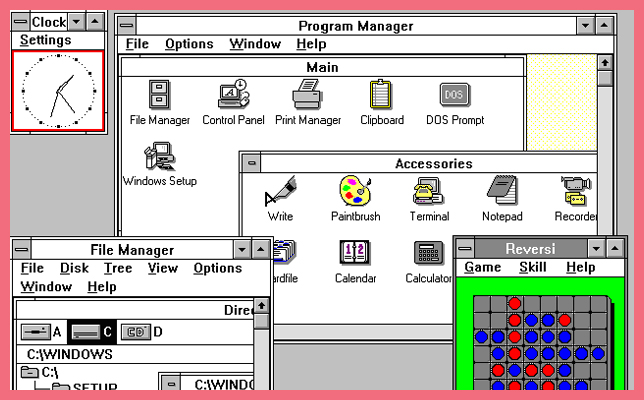 Clock
Settings
Program Manager
File Options Window Help
Main
File Manager Control Panel Print Manager Clipboard DOS Prompt
Windows Setup
Accessories
Write Paintbrush Terminal Notepad Recorder
ardfile Calendar Calculator
File Manager
File Disk Tree View Options
Window Help
Direc
A C D
C:\WINDOWS
C:\
SETUP
C:\WINDO
Reversi
Game Skill Help